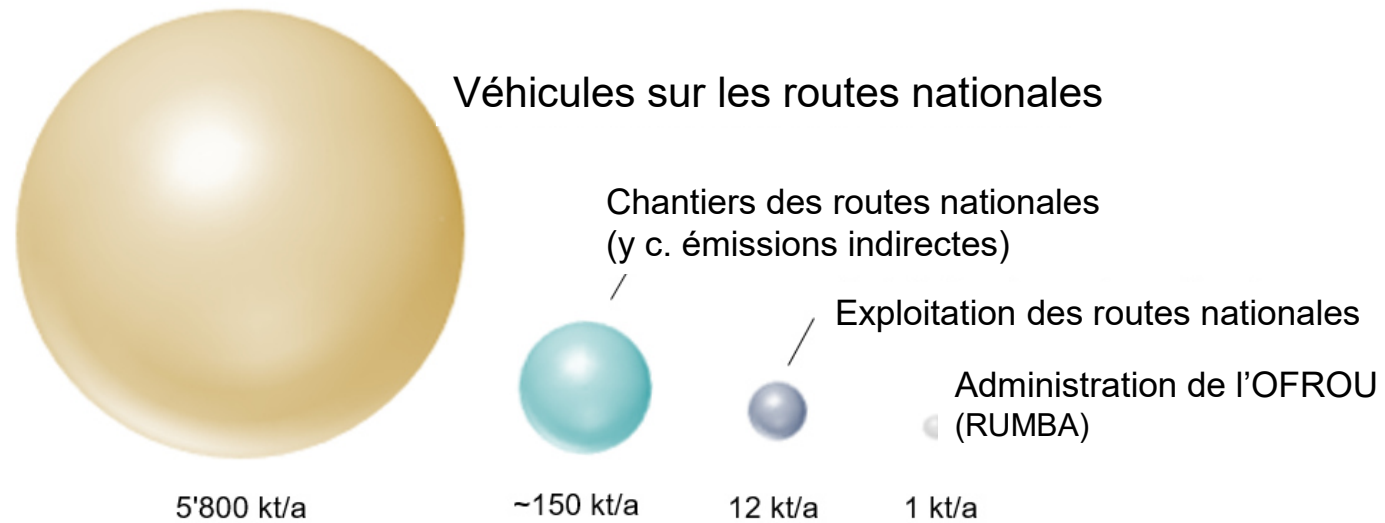 Véhicules sur les routes nationales
Chantiers des routes nationales
(y c. émissions indirectes)
Exploitation des routes nationales
Administration de l’OFROU
(RUMBA)
5'800 kt/a
~150 kt/a
12 kt/a
1 kt/a